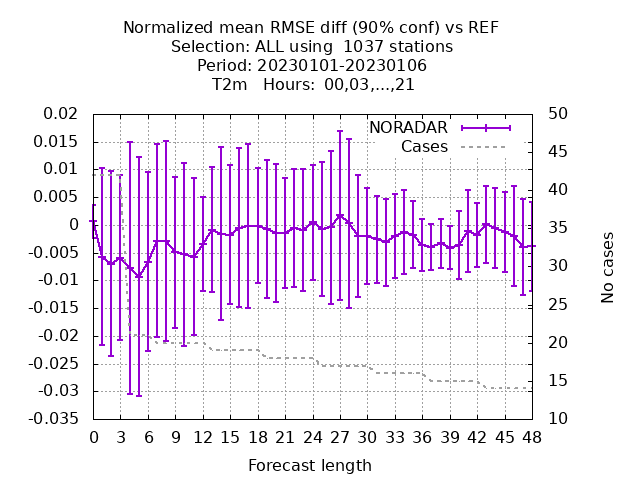 Normalized mean RMSE diff (90% conf) vs REF
Selection: ALL using  1037 stations
Period: 20230101-20230106
T2m   Hours:  00,03,...,21
NORADAR
Cases
0.02
0.015
0.01
0.005
0
-0.005
-0.01
-0.015
-0.02
-0.025
-0.03
-0.035
50
45
40
35
30
25
20
15
10
No cases
0 3 6 9 12 15 18 21 24 27 30 33 36 39 42 45 48
Forecast length